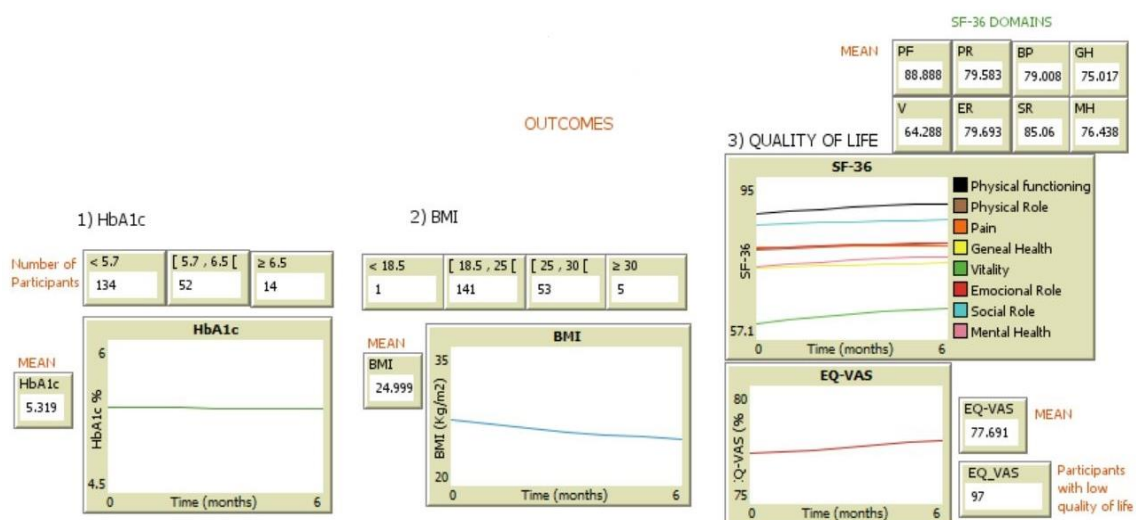 SF-36 DOMAINS
MEAN
PF PR BP GH
88.888 79.583 79.008 75.017
V ER SR MH
64.288 79.693 85.06 76.438
OUTCOMES
3) QUALITY OF LIFE
SF-36
95
SF-36
57.1
0 Time (months) 6
Physical functioning
Physical Role
Pain
Geneal Health
Vitality
Emocional Role
Social Role
Mental Health
1) HbA1c
Number of
Participants
< 5.7 [ 5.7 , 6.5 [ ≥ 6.5
134 52 14
MEAN
HbA1c
5.319
HbA1c
6
HbA1c %
4.5
0 Time (months) 6
2) BMI
< 18.5 [ 18.5 , 25 [ [ 25 , 30 [ ≥ 30
1 141 53 5
MEAN
BMI
24.999
BMI
35
BMI (Kg/m2)
20
0 Time (months) 6
EQ-VAS
80
.Q-VAS (%
75
0 Time (months) 6
EQ-VAS
77.691
MEAN
EQ_VAS
97
Participants
with low
quality of life